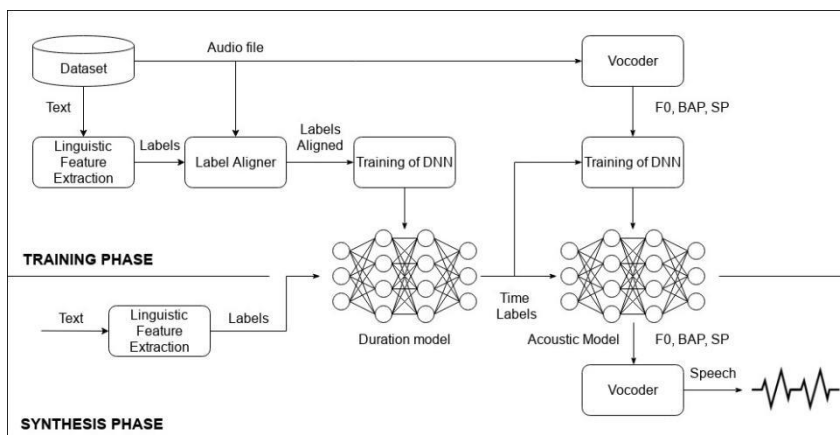 Audio file
Dataset
Vocoder
Text
F0, BAP, SP
Linguistic
Feature
Extraction
Labels
Label Aligner
Labels
Aligned
Training of DNN
Training of DNN
TRAINING PHASE
Text
Linguistic
Feature
Extraction
Labels
Duration model
Time
Labels
Acoustic Model
F0, BAP, SP
Vocoder
Speech
SYNTHESIS PHASE